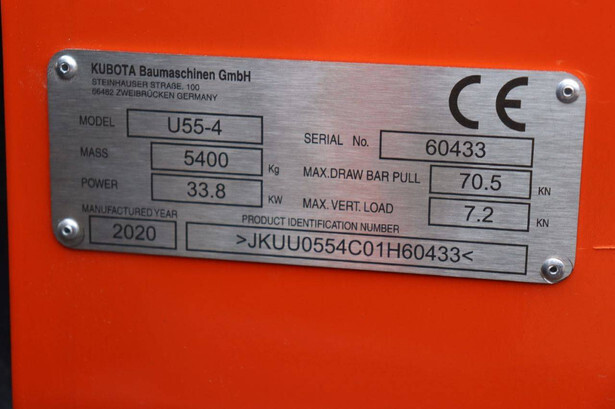 KUBOTA Baumaschinen GmbH
STEINHAUSER STRAßE. 100
66482 ZWEIBRÜCKEN GERMANY
CE
MODEL U55-4
SERIAL No. 60433
MASS 5400 Kg
MAX.DRAW BAR PULL 70.5 KN
POWER 33.8 KW
MAX. VERT. LOAD 7.2 KN
MANUFACTURED YEAR 2020
PRODUCT IDENTIFICATION NUMBER
>JKUU0554C01H60433<